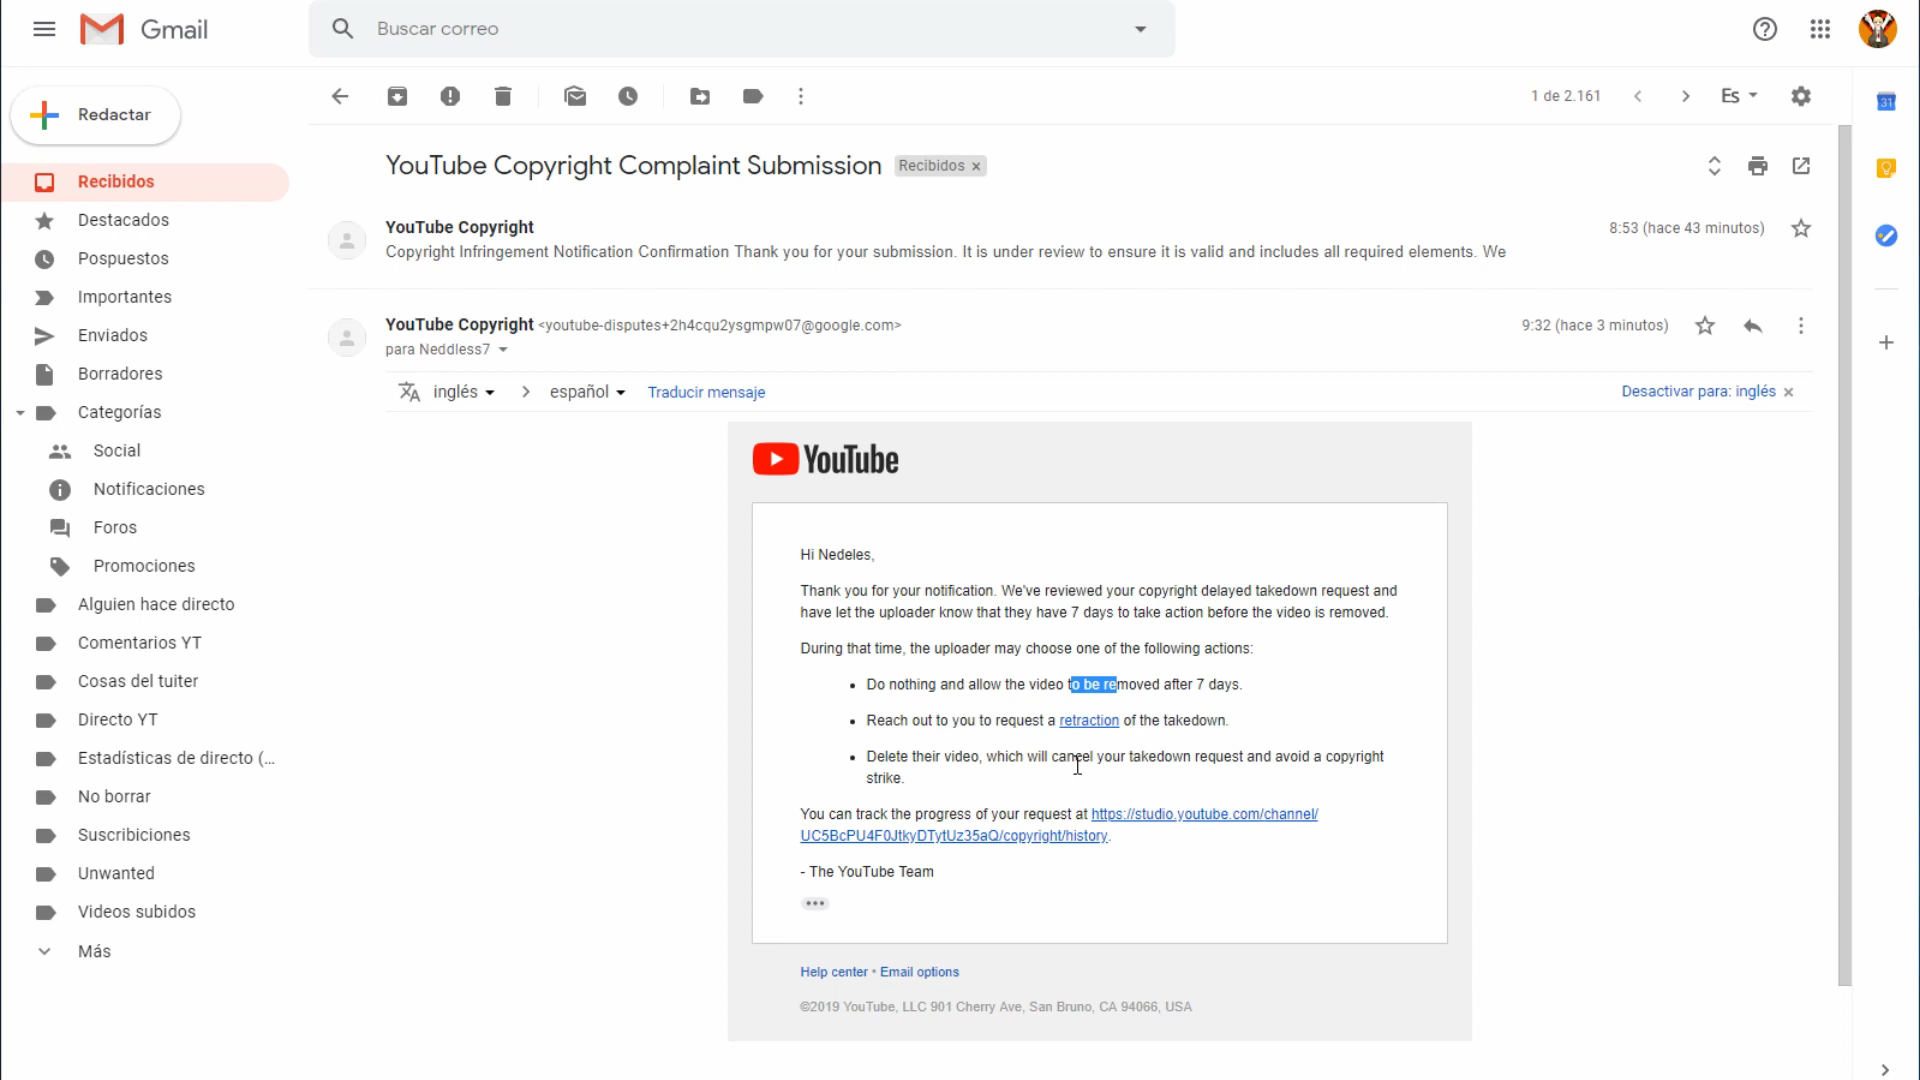 Gmail
Buscar correo
Redactar
1 de 2.161
Es
31
Recibidos
Destacados
Pospuestos
Importantes
Enviados
Borradores
Categorías
Social
Notificaciones
Foros
Promociones
Alguien hace directo
Comentarios YT
Cosas del tuiter
Directo YT
Estadísticas de directo (...
No borrar
Suscribiciones
Unwanted
Videos subidos
Más
YouTube Copyright Complaint Submission Recibidos ×
YouTube Copyright 8:53 (hace 43 minutos)
Copyright Infringement Notification Confirmation Thank you for your submission. It is under review to ensure it is valid and includes all required elements. We
YouTube Copyright <youtube-disputes+2h4cqu2ysgmpw07@google.com> 9:32 (hace 3 minutos)
para Neddless7
inglés > español Traducir mensaje Desactivar para: inglés ×
YouTube
Hi Nedeles,
Thank you for your notification. We've reviewed your copyright delayed takedown request and
have let the uploader know that they have 7 days to take action before the video is removed.
During that time, the uploader may choose one of the following actions:
• Do nothing and allow the video to be removed after 7 days.
• Reach out to you to request a retraction of the takedown.
• Delete their video, which will cancel your takedown request and avoid a copyright
strike.
You can track the progress of your request at https://studio.youtube.com/channel/
UC5BcPU4F0JtkyDTytUz35aQ/copyright/history.
- The YouTube Team
•••
Help center • Email options
©2019 YouTube, LLC 901 Cherry Ave, San Bruno, CA 94066, USA